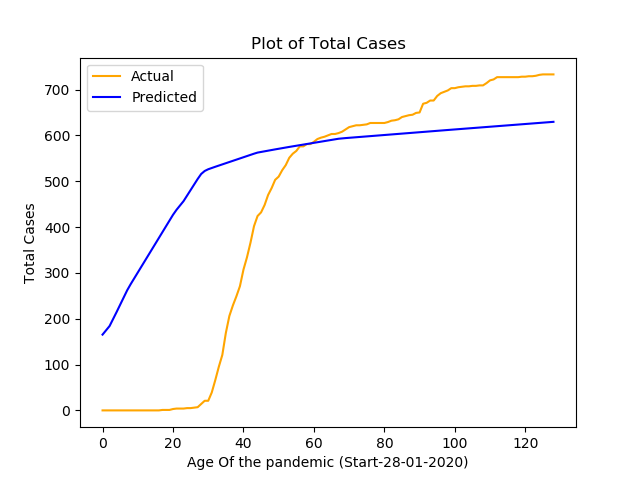 Plot of Total Cases
Actual
Predicted
Total Cases
700
600
500
400
300
200
100
0
0 20 40 60 80 100 120
Age Of the pandemic (Start-28-01-2020)